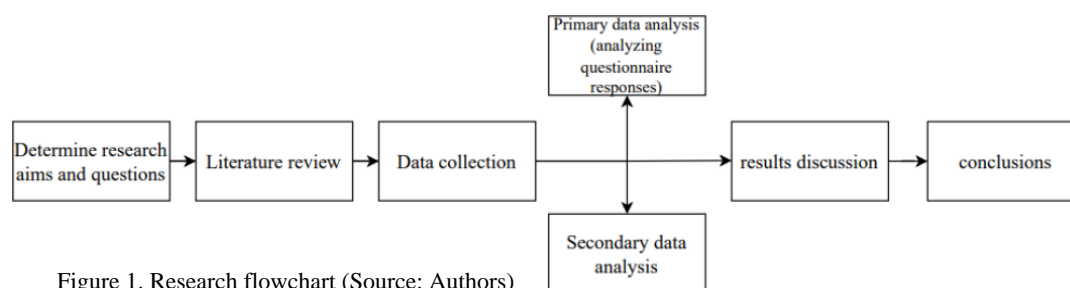 Primary data analysis
(analyzing
questionnaire
responses)
Determine research
aims and questions
Literature review
Data collection
results discussion
conclusions
Secondary data
analysis
Figure 1. Research flowchart (Source: Authors)